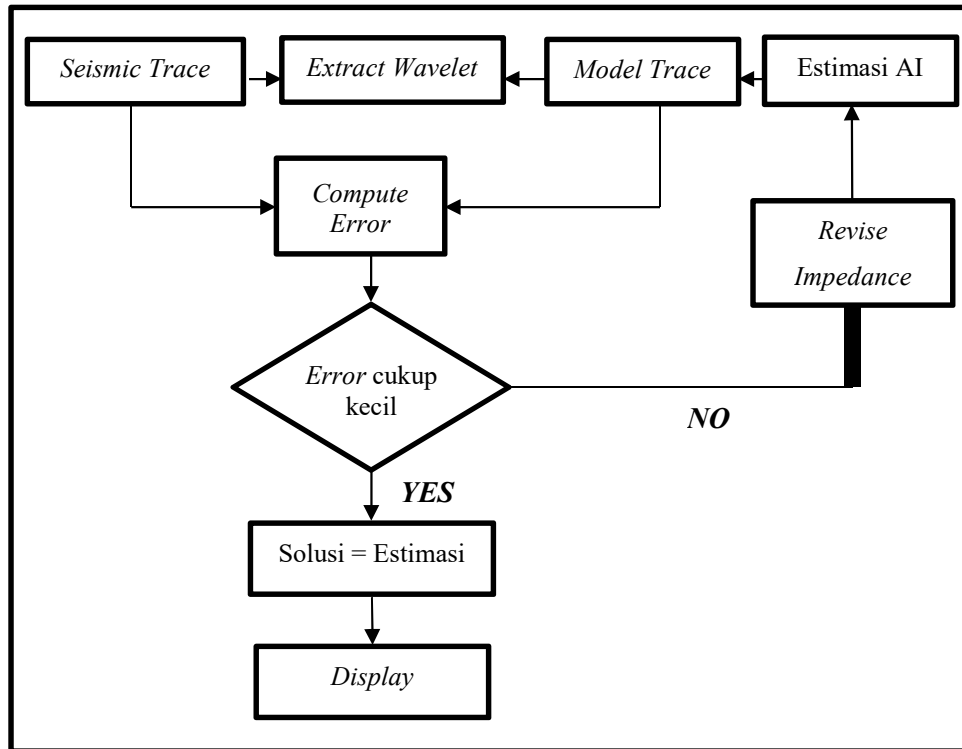 Seismic Trace
Extract Wavelet
Model Trace
Estimasi AI
Compute
Error
Revise
Impedance
Error cukup
kecil
NO
YES
Solusi = Estimasi
Display